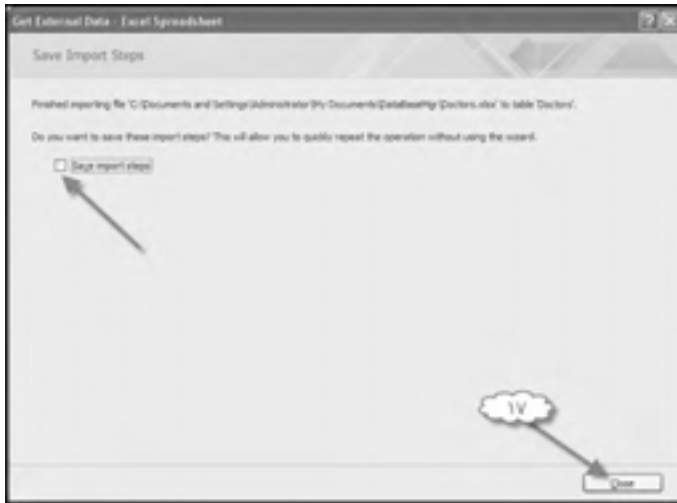 Get External Data - Excel Spreadsheet
Save Import Steps
Finished importing file 'C:\Documents and Settings\Administrator\My Documents\DataBaseMgr\Doctors.xlsx' to table 'Doctors'.
Do you want to save these import steps? This will allow you to quickly repeat the operation without using the wizard.
Save import steps
١٧
Close